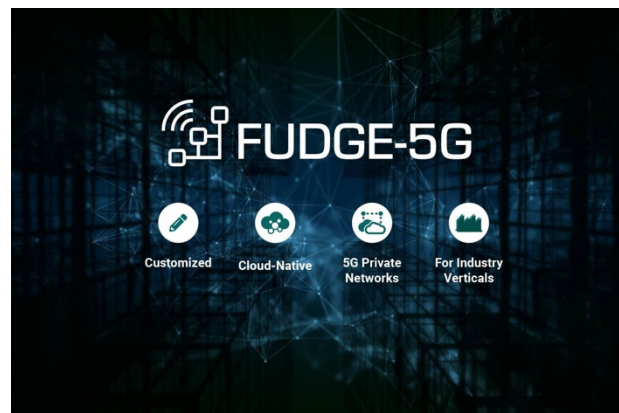 FUDGE-5G
Customized
Cloud-Native
5G Private
Networks
For Industry
Verticals